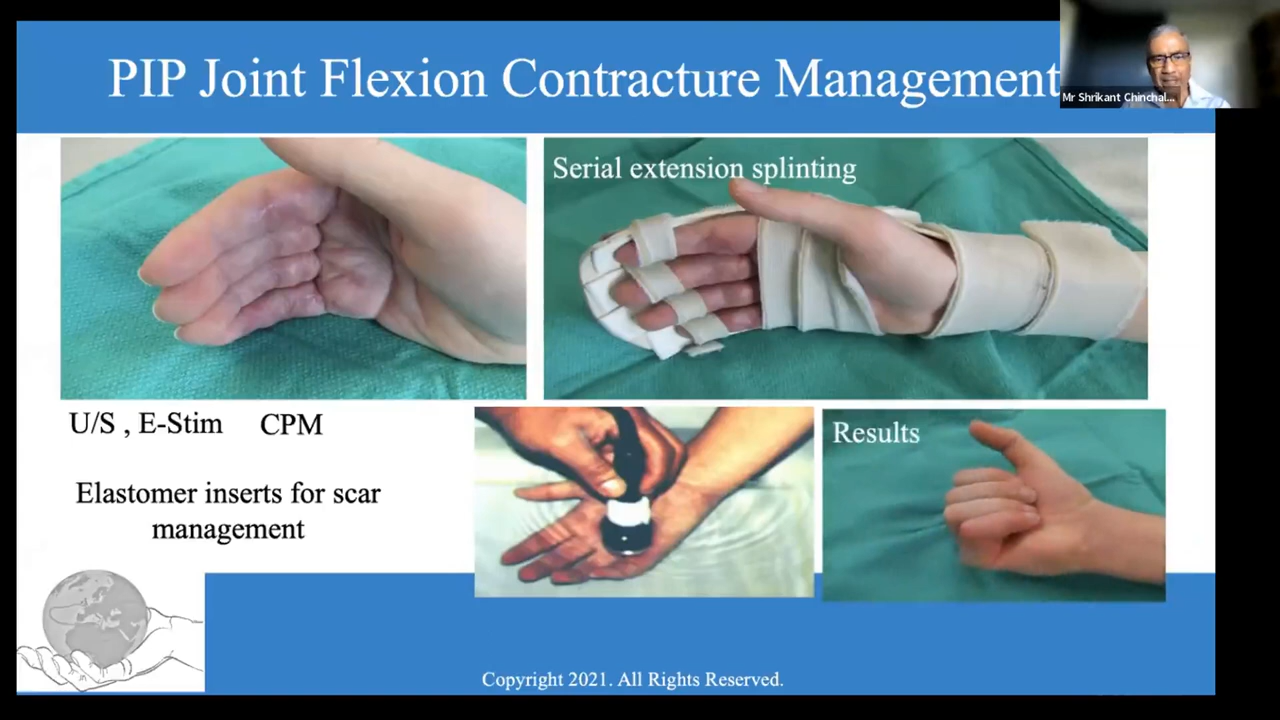 PIP Joint Flexion Contracture Management
Mr Shrikant Chinchal...
Serial extension splinting
U/S , E-Stim CPM
Elastomer inserts for scar
management
Results
Copyright 2021. All Rights Reserved.